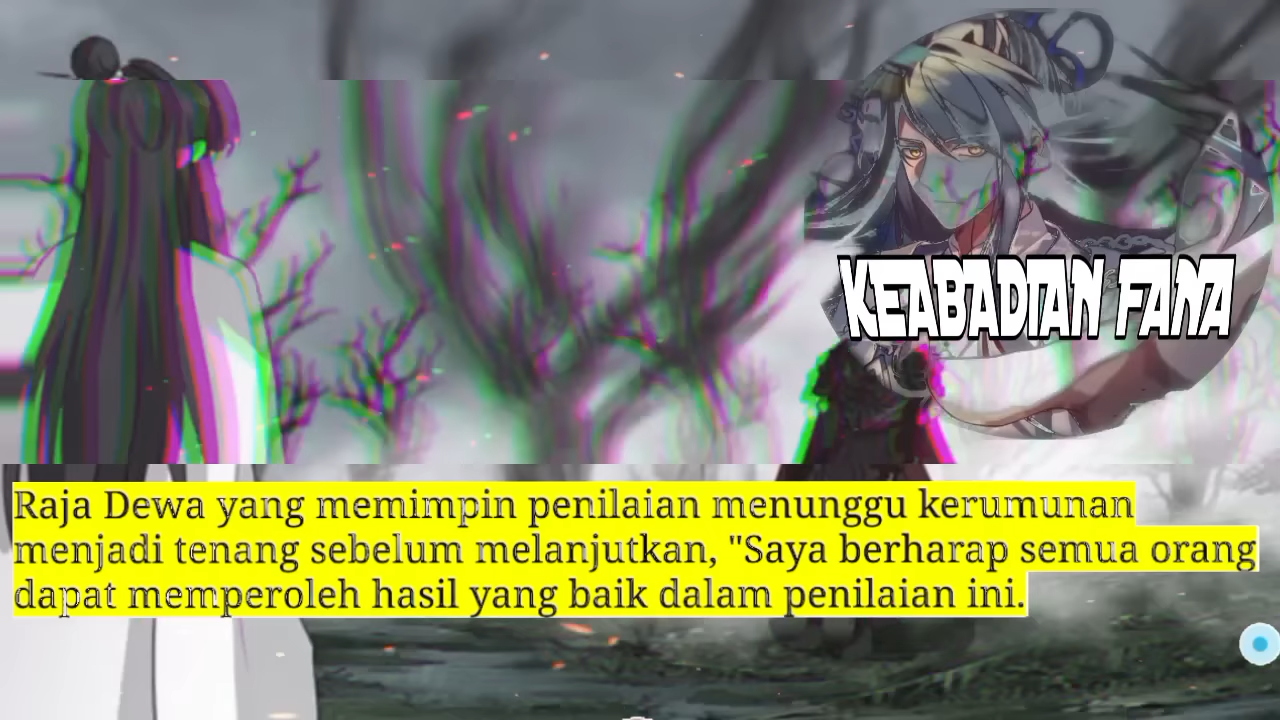 KEABADIAN FANA
Raja Dewa yang memimpin penilaian menunggu kerumunan
menjadi tenang sebelum melanjutkan, "Saya berharap semua orang
dapat memperoleh hasil yang baik dalam penilaian ini.